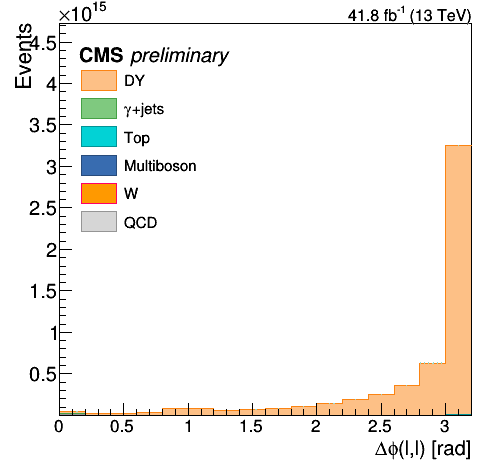 ×10¹⁵
41.8 fb⁻¹ (13 TeV)
Events
CMS preliminary
DY
γ+jets
Top
Multiboson
W
QCD
4.5
4
3.5
3
2.5
2
1.5
1
0.5
0 0.5 1 1.5 2 2.5 3
Δϕ(l,l) [rad]